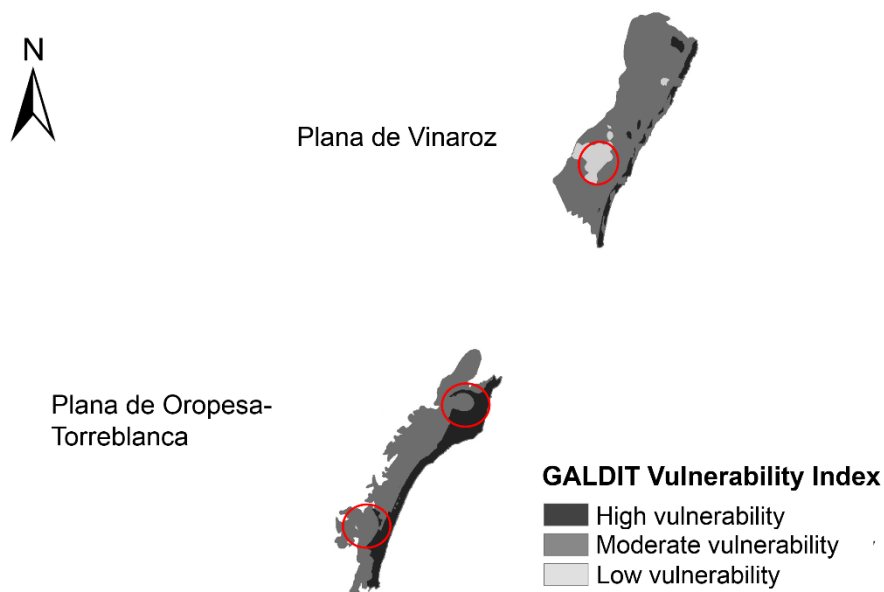 N
Plana de Vinaroz
Plana de Oropesa-
Torreblanca
GALDIT Vulnerability Index
High vulnerability
Moderate vulnerability
Low vulnerability